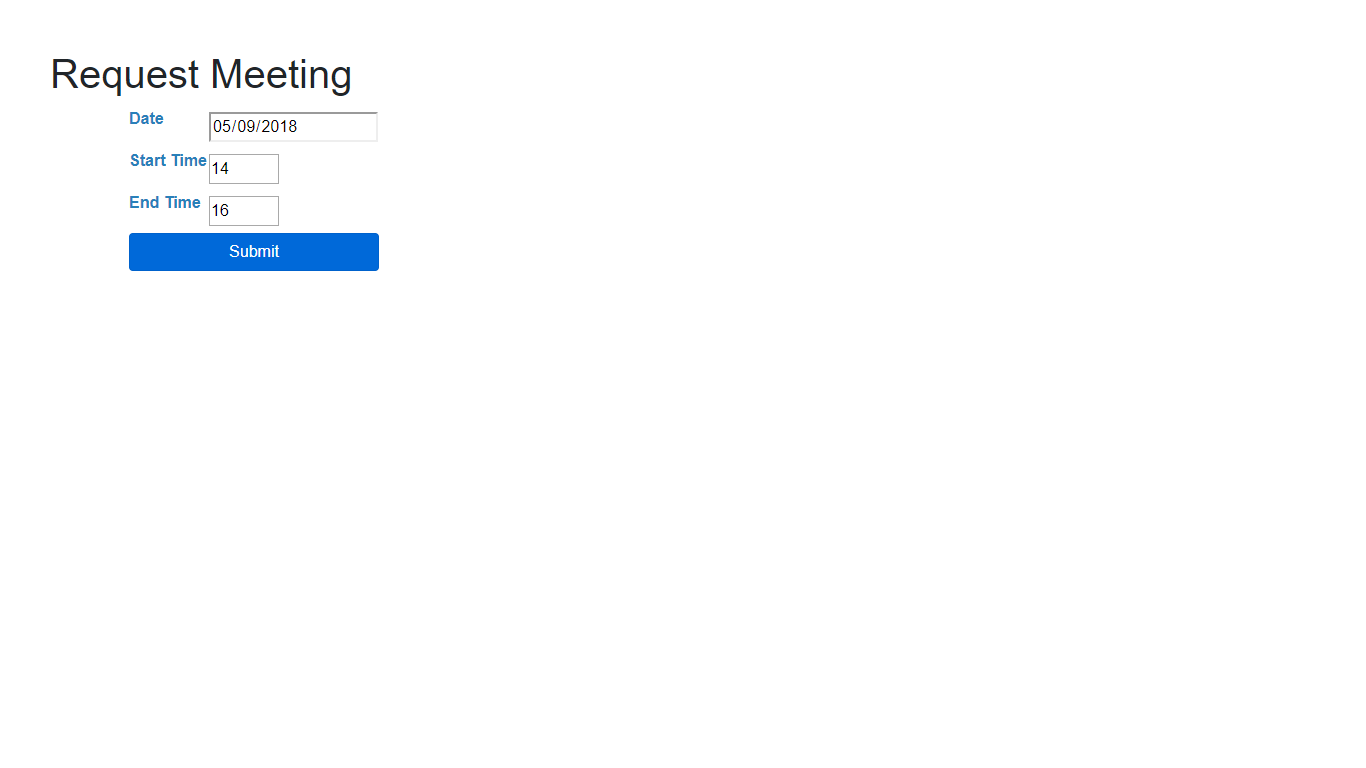 Request Meeting
Date 05/09/2018
Start Time 14
End Time 16
Submit